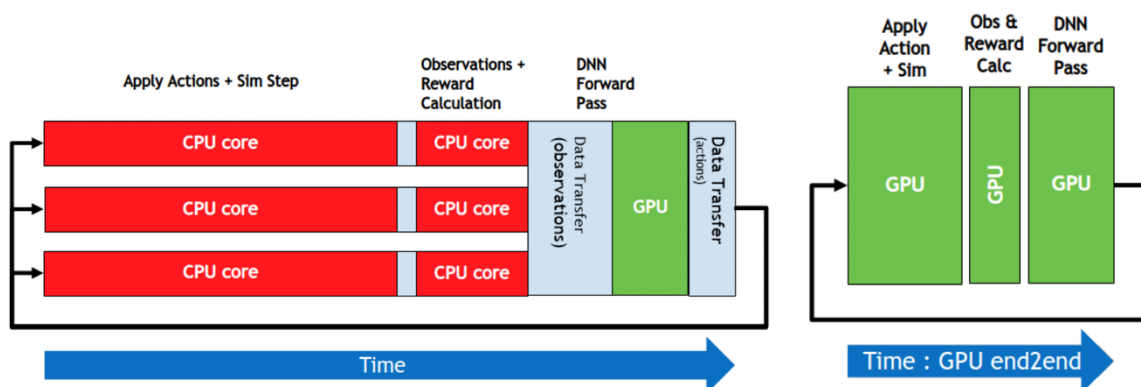 Apply Actions + Sim Step
Observations +
Reward
Calculation
DNN
Forward
Pass
CPU core
CPU core
CPU core
CPU core
CPU core
CPU core
Data Transfer
(observations)
GPU
Data Transfer
(actions)
Time
Apply
Action
+ Sim
Obs &
Reward
Calc
DNN
Forward
Pass
GPU
GPU
GPU
Time : GPU end2end